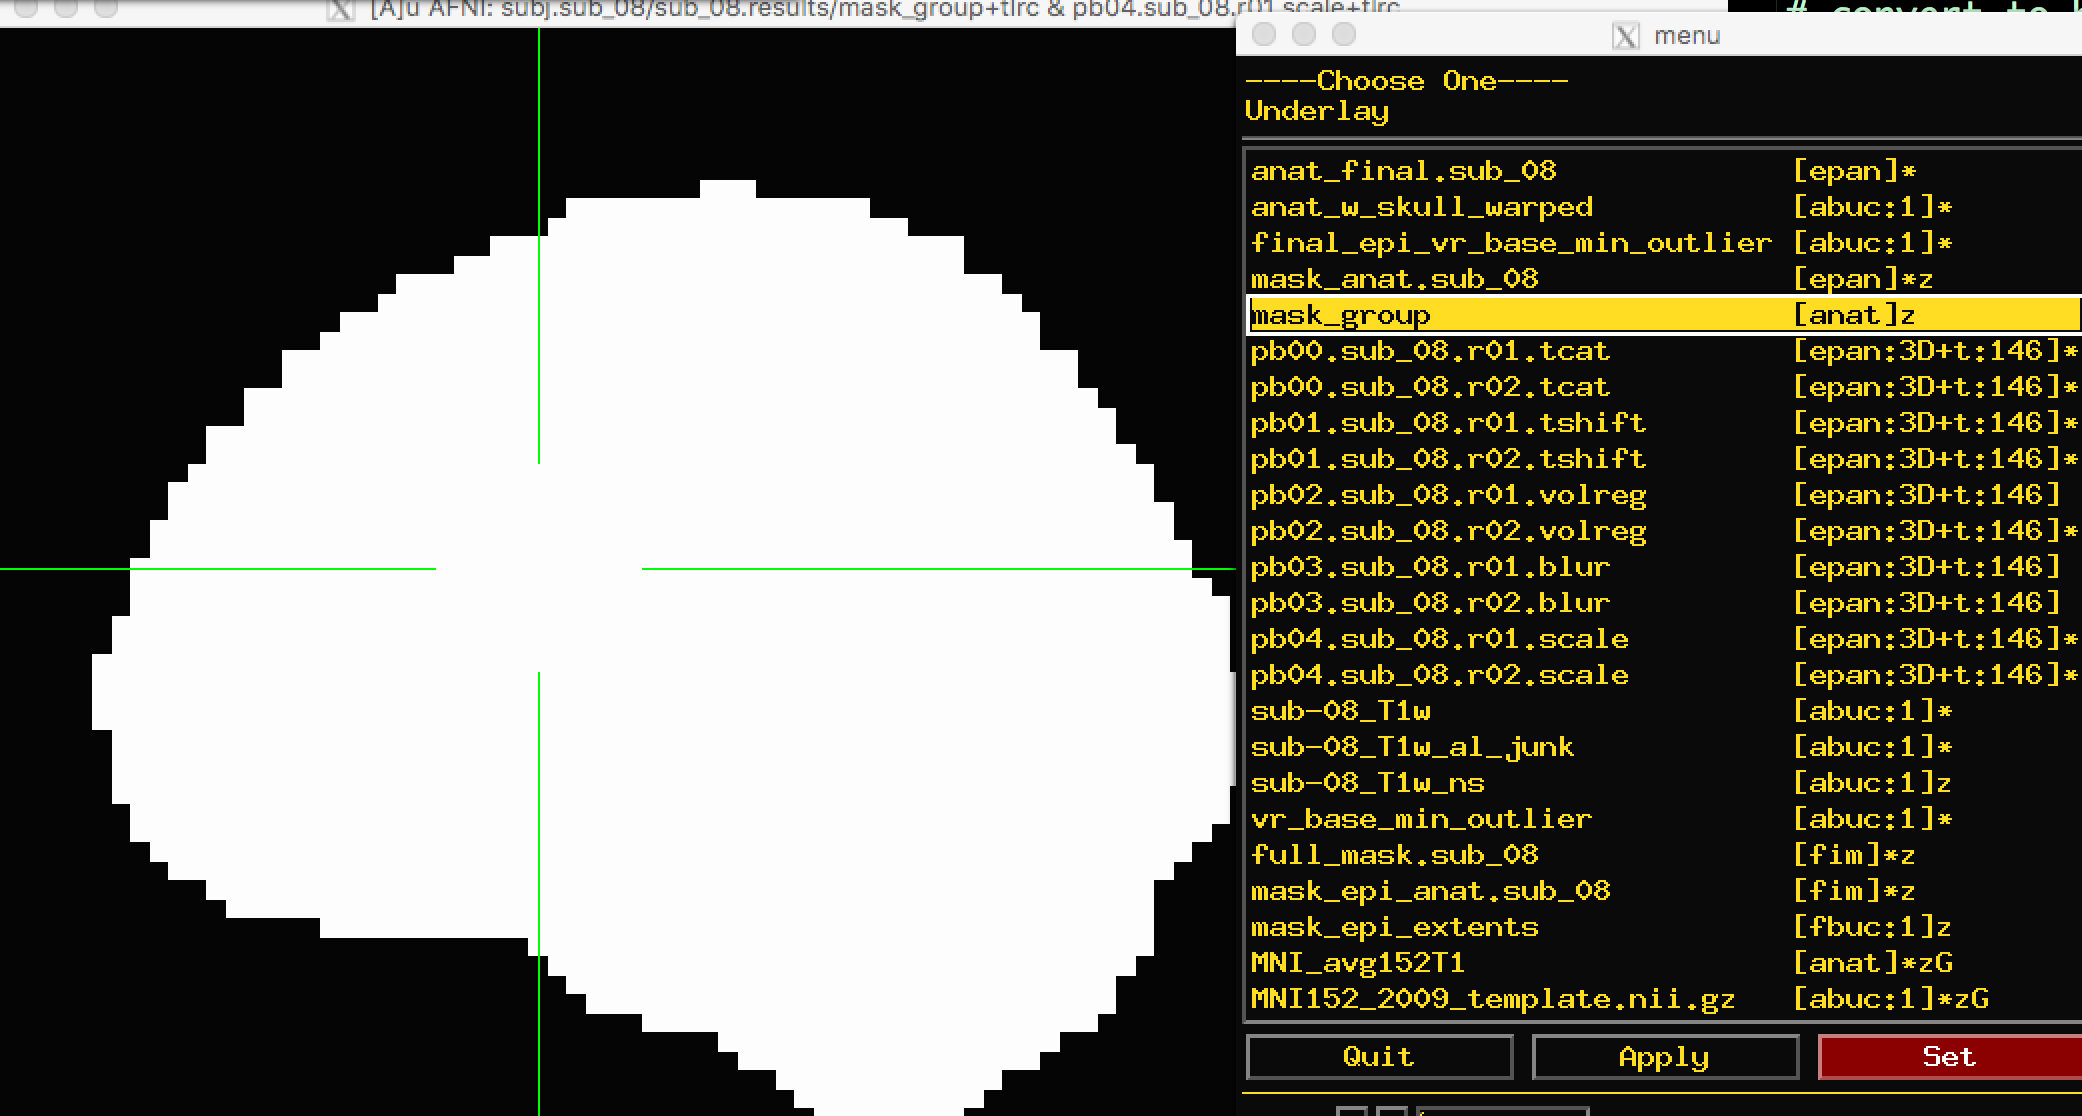 [A]u AFNI: subj.sub_08/sub_08.results/mask_group+tlrc & pb04.sub_08.r01.scale+tlrc
# convert to
menu
----Choose One----
Underlay
anat_final.sub_08 [epan]*
anat_w_skull_warped [abuc:1]*
final_epi_vr_base_min_outlier [abuc:1]*
mask_anat.sub_08 [epan]*z
mask_group [anat]z
pb00.sub_08.r01.tcat [epan:3D+t:146]*
pb00.sub_08.r02.tcat [epan:3D+t:146]*
pb01.sub_08.r01.tshift [epan:3D+t:146]*
pb01.sub_08.r02.tshift [epan:3D+t:146]*
pb02.sub_08.r01.volreg [epan:3D+t:146]
pb02.sub_08.r02.volreg [epan:3D+t:146]*
pb03.sub_08.r01.blur [epan:3D+t:146]
pb03.sub_08.r02.blur [epan:3D+t:146]
pb04.sub_08.r01.scale [epan:3D+t:146]*
pb04.sub_08.r02.scale [epan:3D+t:146]*
sub-08_T1w [abuc:1]*
sub-08_T1w_al_junk [abuc:1]*
sub-08_T1w_ns [abuc:1]z
vr_base_min_outlier [abuc:1]*
full_mask.sub_08 [fim]*z
mask_epi_anat.sub_08 [fim]*z
mask_epi_extents [fbuc:1]z
MNI_avg152T1 [anat]*zG
MNI152_2009_template.nii.gz [abuc:1]*zG
Quit Apply Set